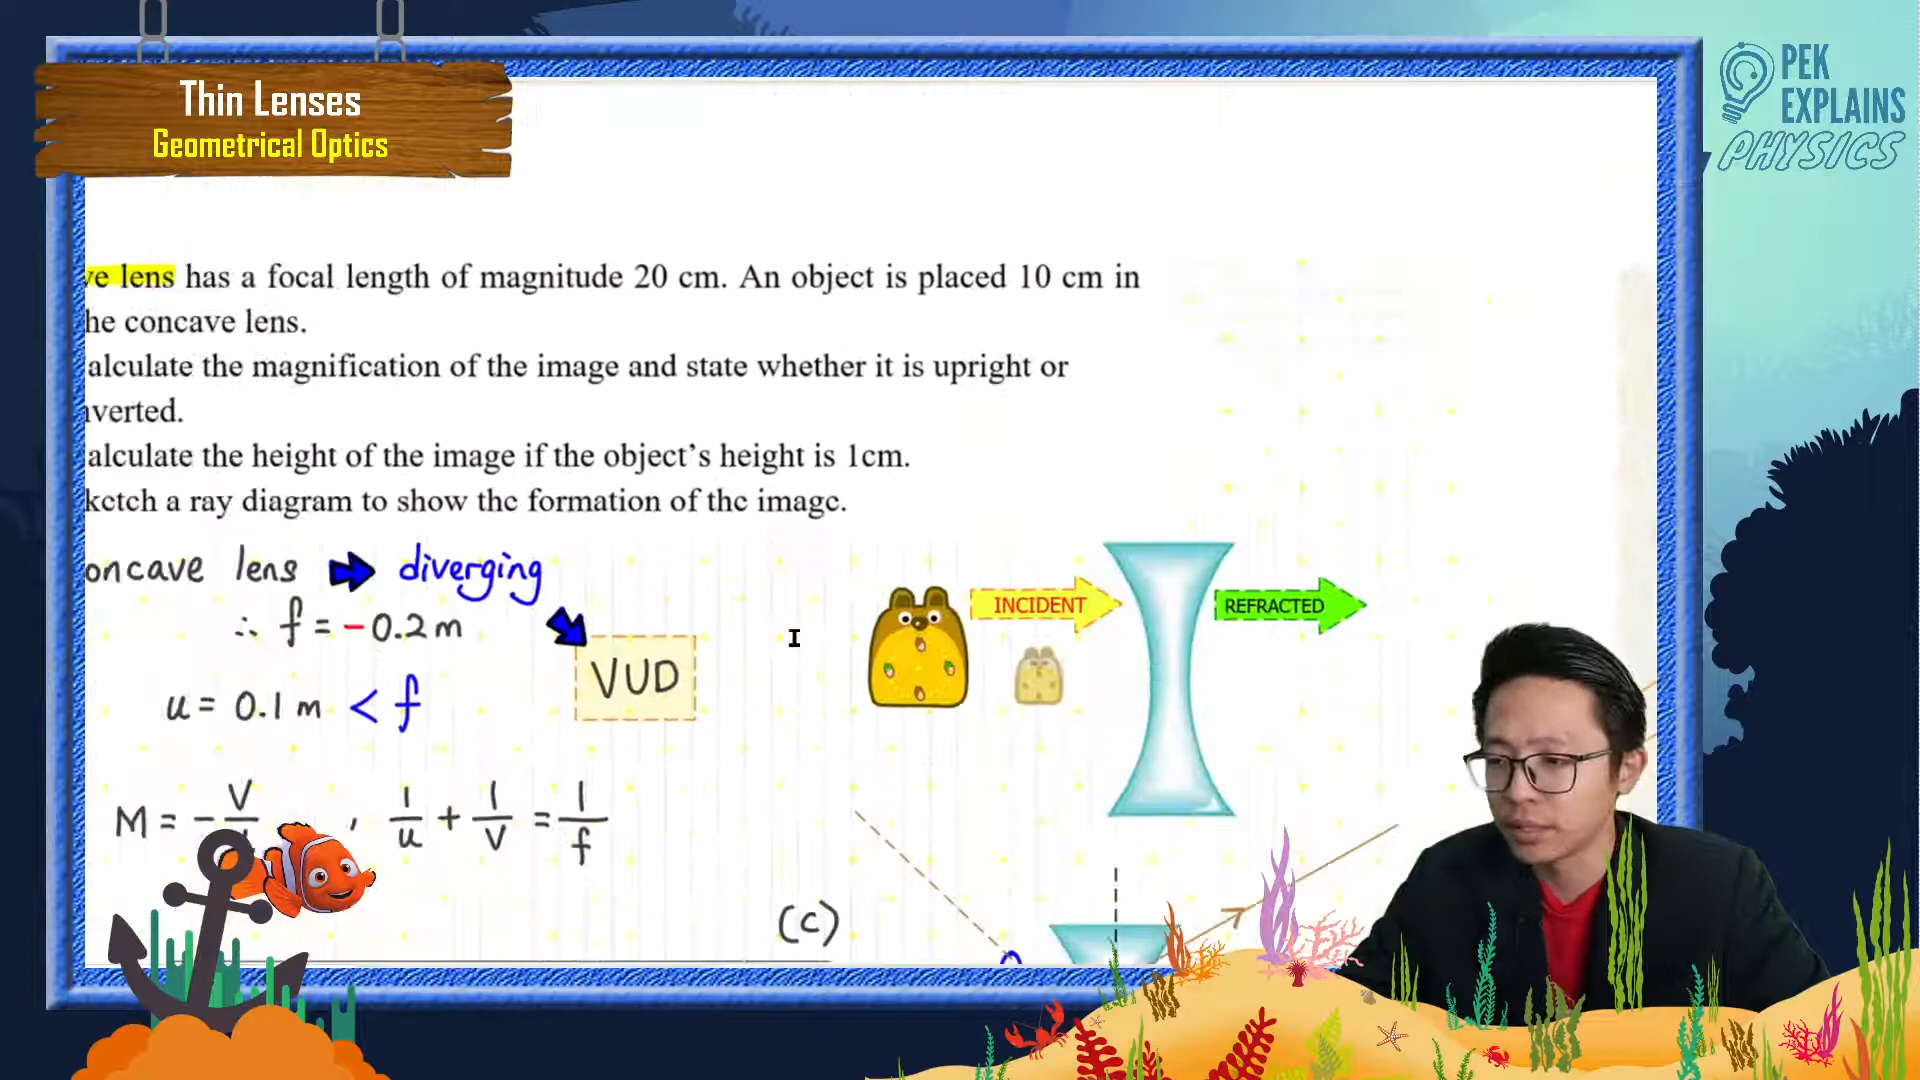 Thin Lenses
Geometrical Optics
PEK
EXPLAINS
PHYSICS
ve lens has a focal length of magnitude 20 cm. An object is placed 10 cm in
he concave lens.
alculate the magnification of the image and state whether it is upright or
verted.
alculate the height of the image if the object's height is 1cm.
ketch a ray diagram to show the formation of the image.
oncave lens ➡ diverging
∴ f = -0.2 m
VUD
u = 0.1 m < f
INCIDENT
REFRACTED
M = - V/ , 1/u + 1/V = 1/f
(c)